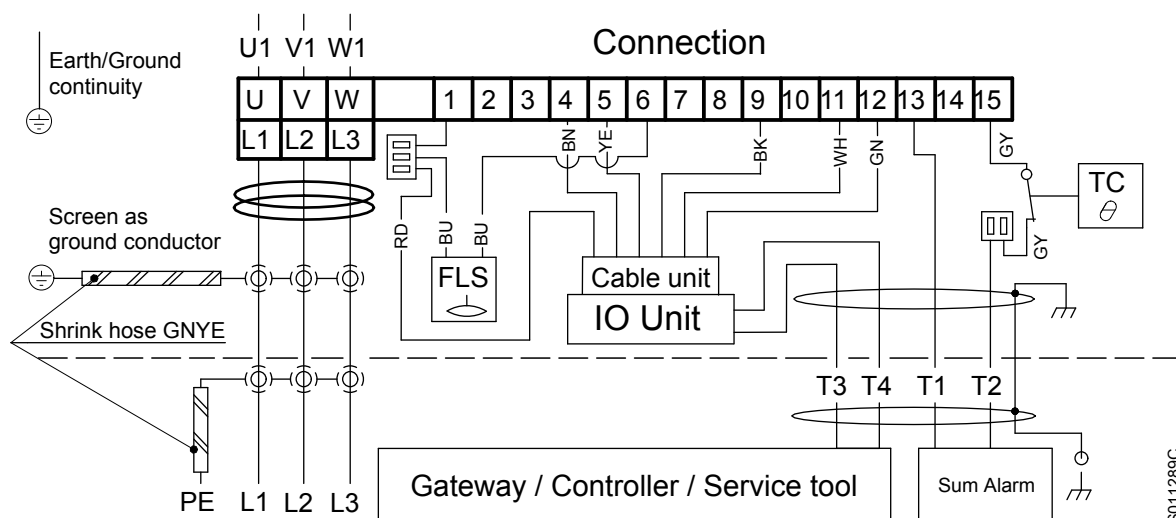 Connection
Earth/Ground
continuity
U1 V1 W1
U V W 1 2 3 4 5 6 7 8 9 10 11 12 13 14 15
L1 L2 L3
BN YE BK WH GN GY
TC
Screen as
ground conductor
RD BU BU GY
FLS
Cable unit
IO Unit
Shrink hose GNYE
T3 T4 T1 T2
Gateway / Controller / Service tool
Sum Alarm
PE L1 L2 L3